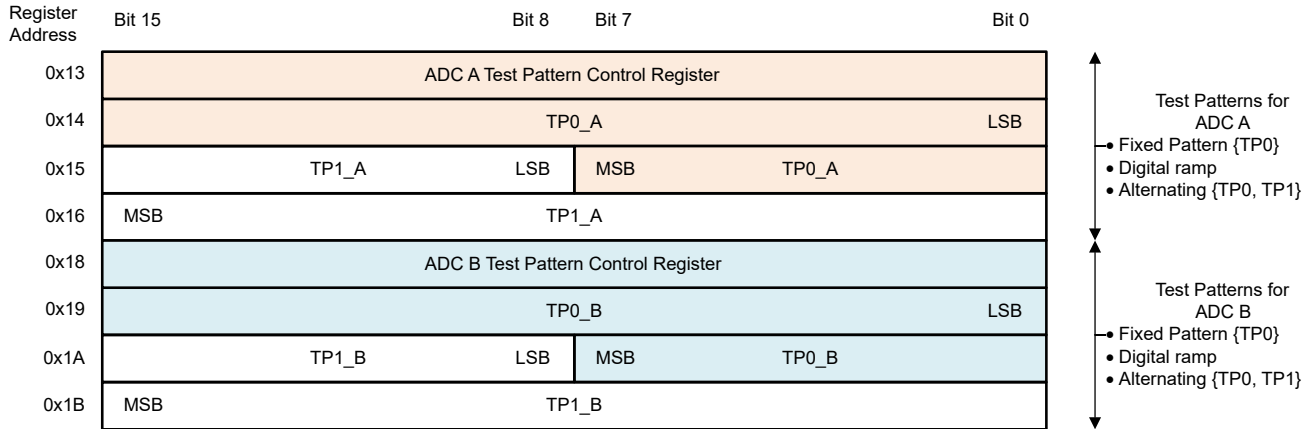 Register
Address
Bit 15 Bit 8 Bit 7 Bit 0
0x13 ADC A Test Pattern Control Register
0x14 TP0_A LSB
0x15 TP1_A LSB MSB TP0_A
0x16 MSB TP1_A
0x18 ADC B Test Pattern Control Register
0x19 TP0_B LSB
0x1A TP1_B LSB MSB TP0_B
0x1B MSB TP1_B
Test Patterns for
ADC A
• Fixed Pattern {TP0}
• Digital ramp
• Alternating {TP0, TP1}
Test Patterns for
ADC B
• Fixed Pattern {TP0}
• Digital ramp
• Alternating {TP0, TP1}